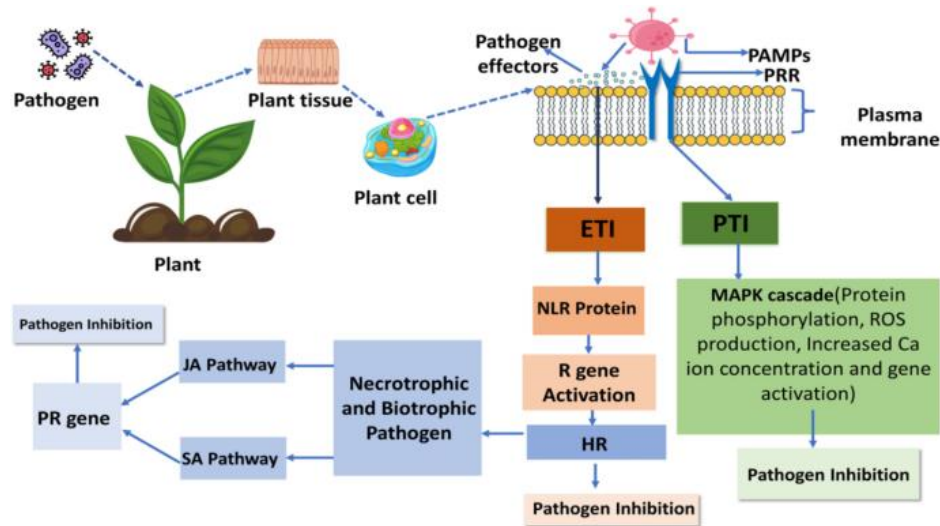 Pathogen
Plant
Plant tissue
Plant cell
Pathogen
effectors
PAMPs
PRR
Plasma
membrane
ETI
PTI
NLR Protein
R gene
Activation
HR
Pathogen Inhibition
MAPK cascade(Protein
phosphorylation, ROS
production, Increased Ca
ion concentration and gene
activation)
Pathogen Inhibition
Necrotrophic
and Biotrophic
Pathogen
JA Pathway
SA Pathway
PR gene
Pathogen Inhibition